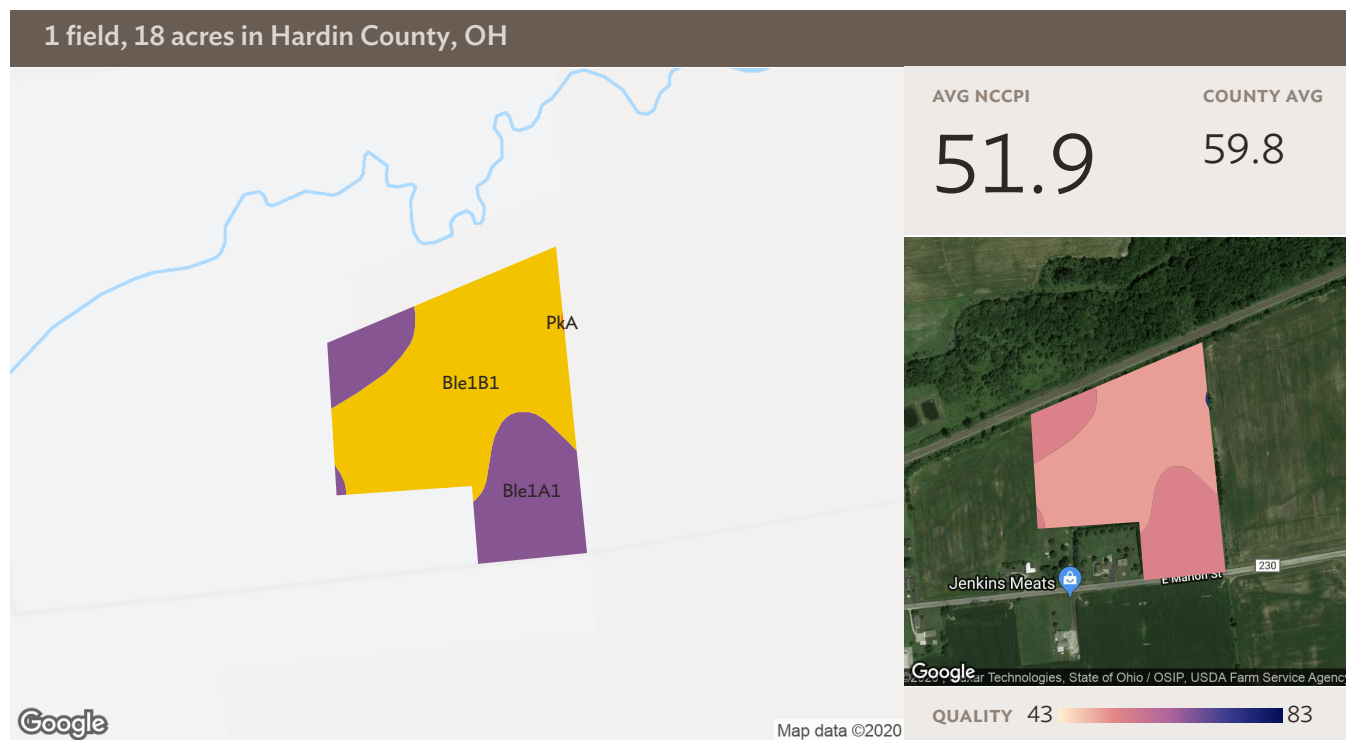 1 field, 18 acres in Hardin County, OH
AVG NCCPI
COUNTY AVG
51.9
59.8
PkA
Ble1B1
Ble1A1
230
Jenkins Meats
E Marion St
Google
Technologies, State of Ohio / OSIP, USDA Farm Service Agency
Google
Map data ©2020
QUALITY 43 83